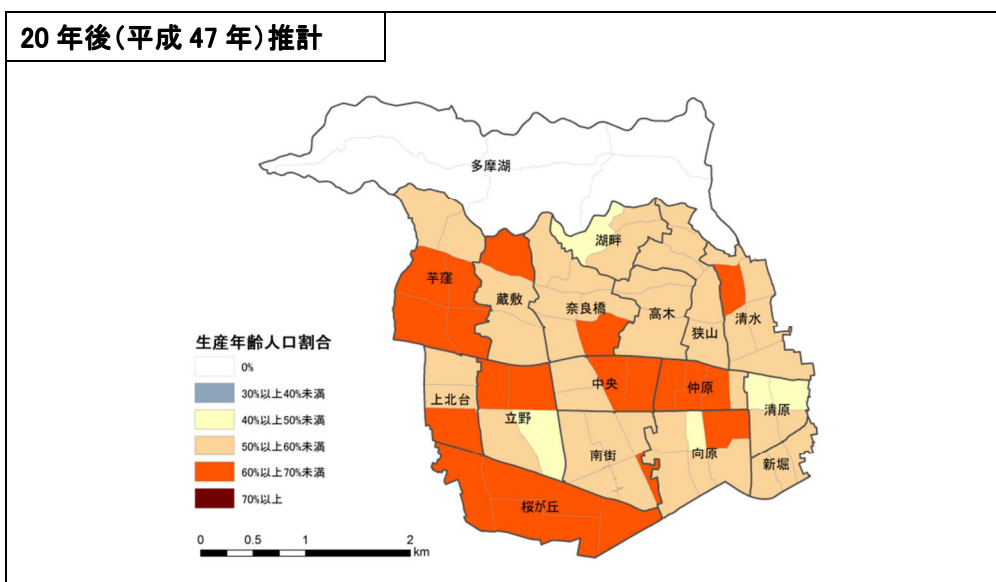 20 年後（平成 47 年）推計
多摩湖
湖畔
芋窪
蔵敷
奈良橋
高木
狭山
清水
上北台
立野
中央
仲原
清原
南街
向原
新堀
桜が丘
生産年齢人口割合
0%
30%以上40%未満
40%以上50%未満
50%以上60%未満
60%以上70%未満
70%以上
0 0.5 1 2
km